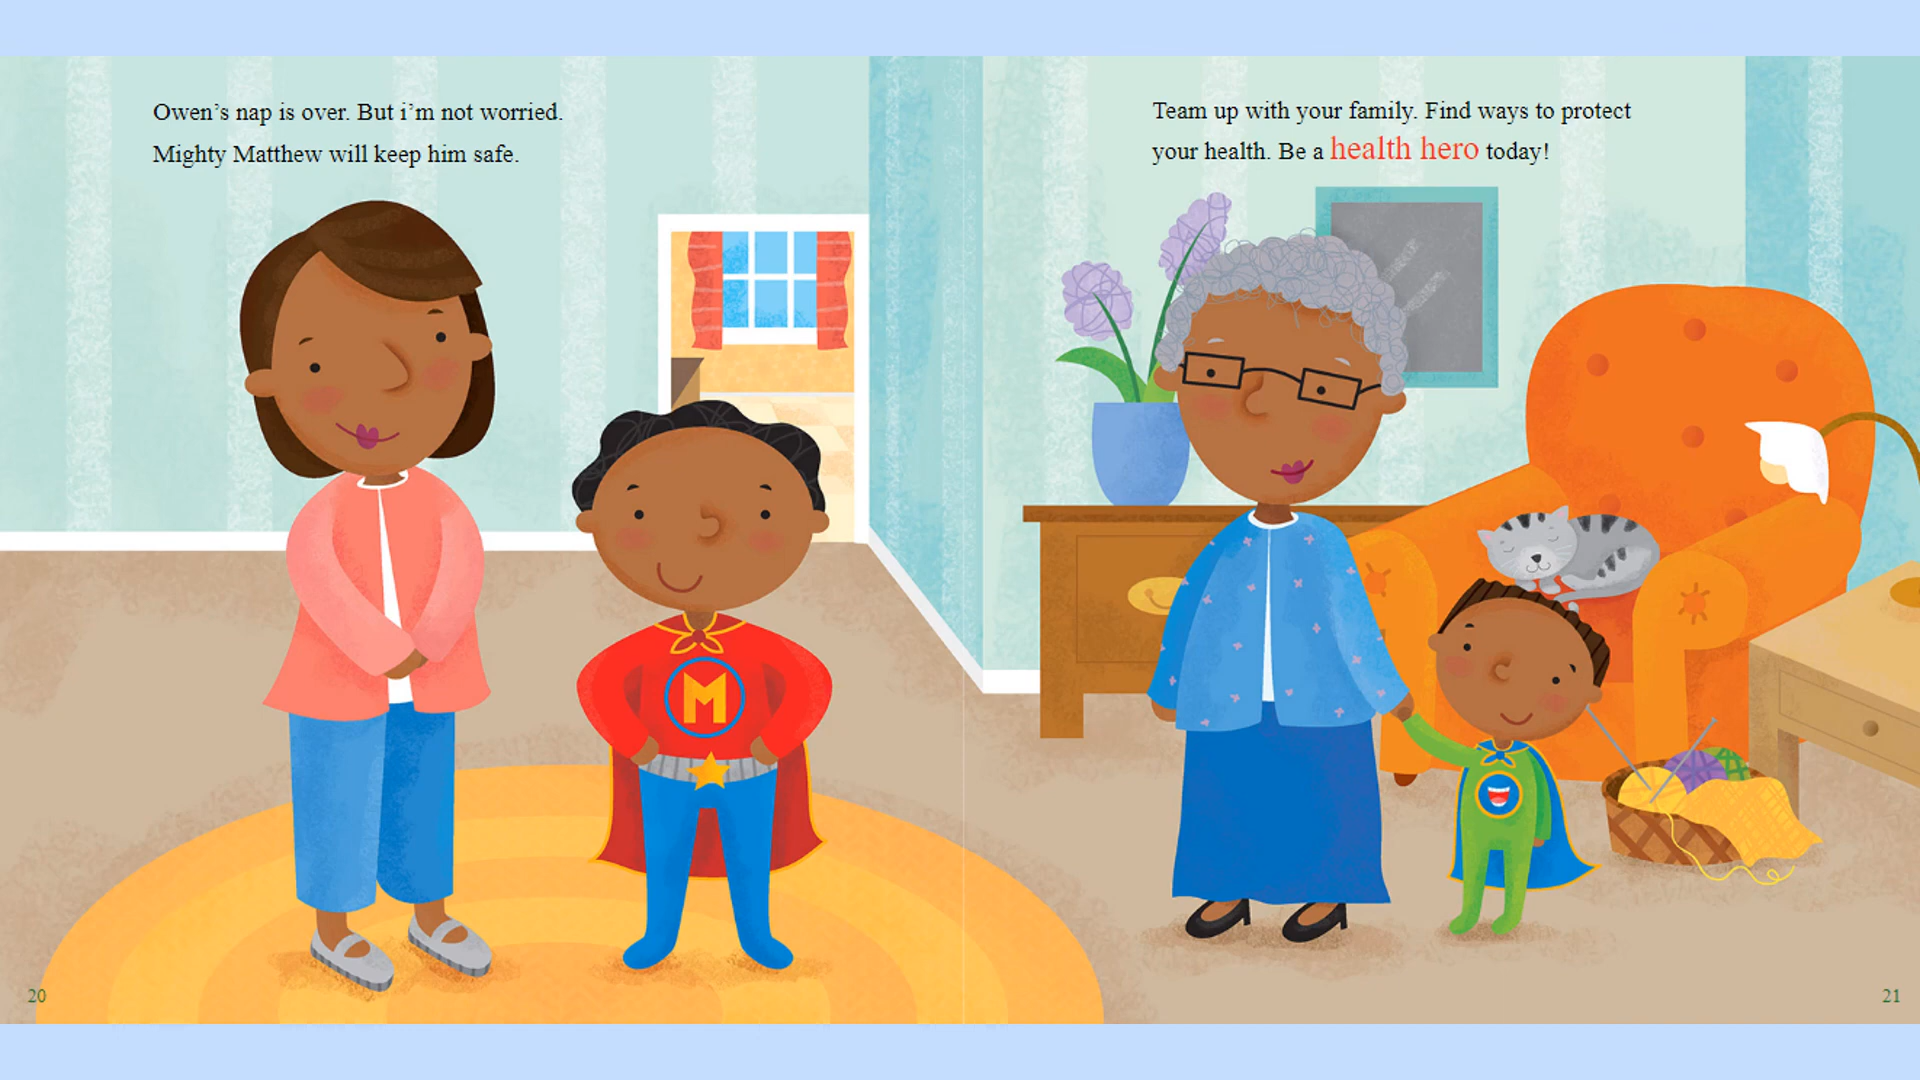 Owen’s nap is over. But i’m not worried.
Mighty Matthew will keep him safe.
M
20
Team up with your family. Find ways to protect
your health. Be a health hero today!
21